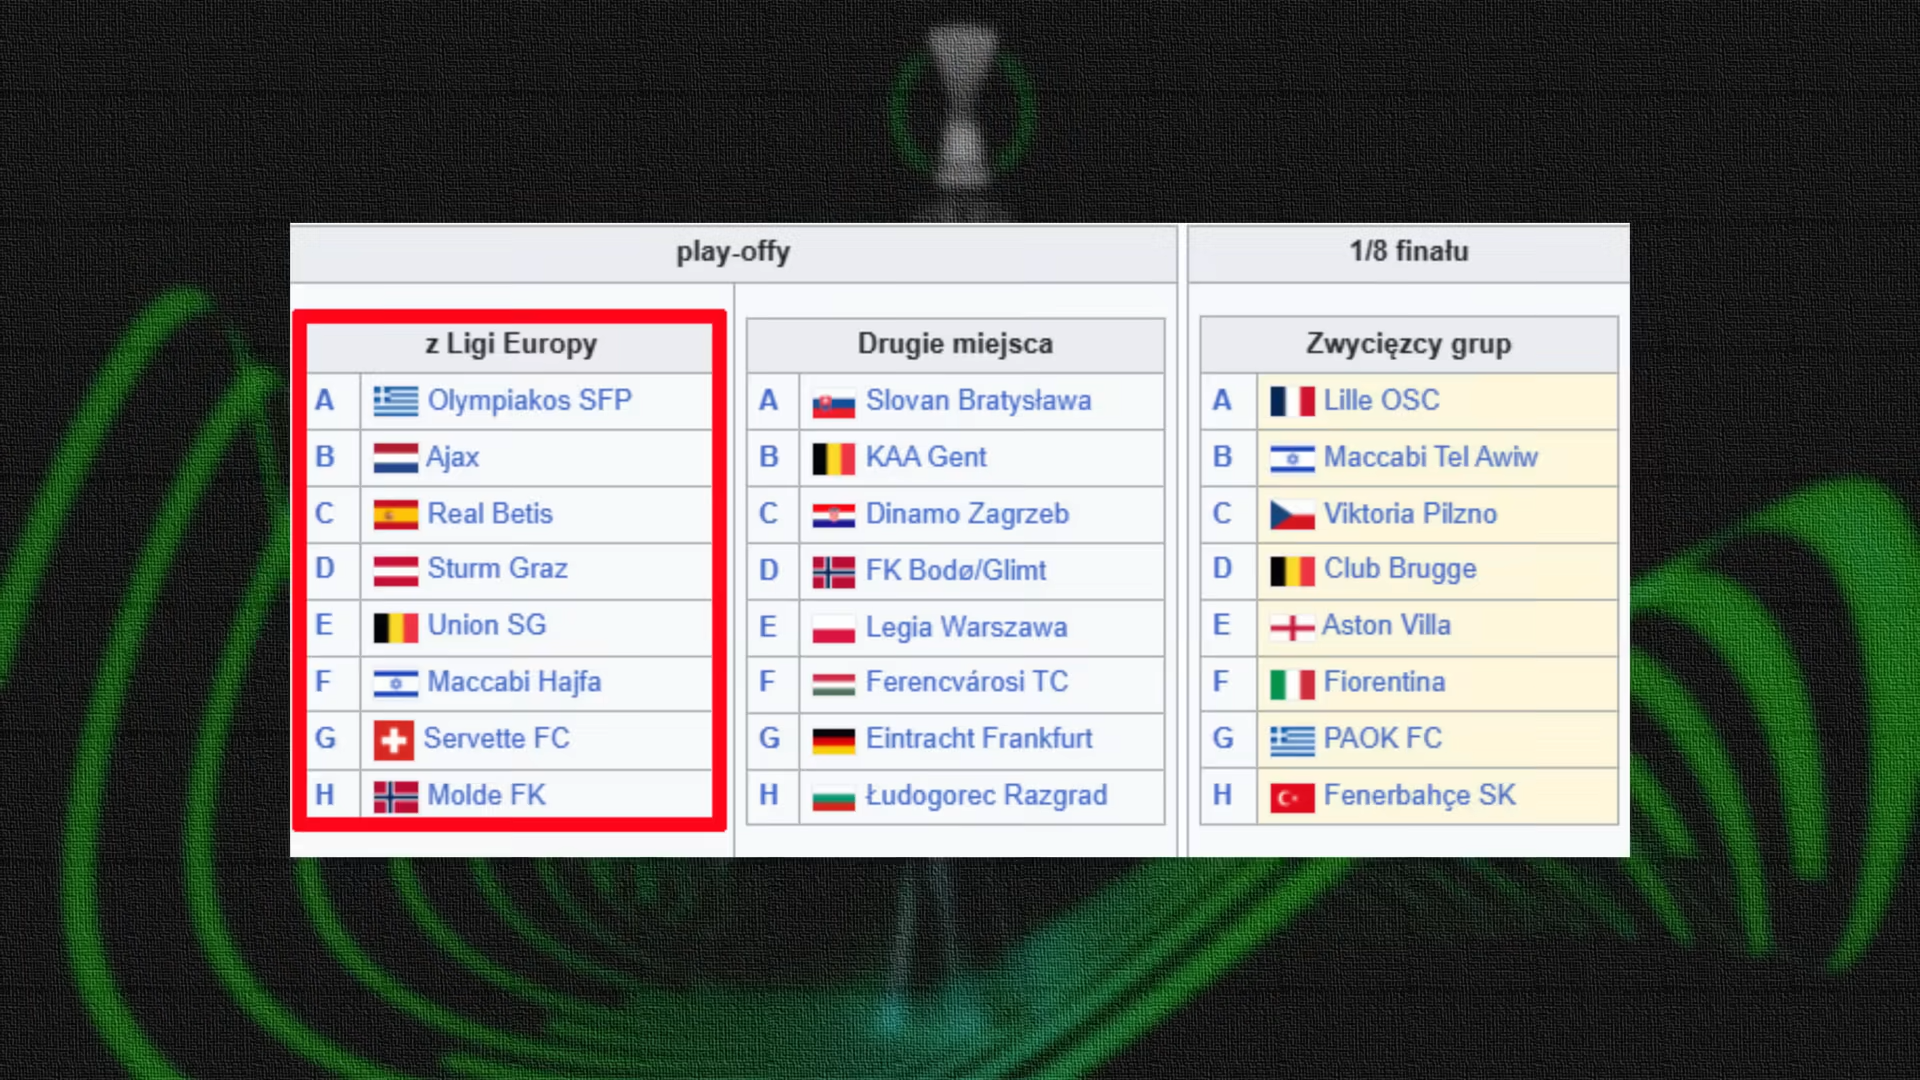 play-offy
1/8 finału
z Ligi Europy
A Olympiakos SFP
B Ajax
C Real Betis
D Sturm Graz
E Union SG
F Maccabi Hajfa
G Servette FC
H Molde FK
Drugie miejsca
A Slovan Bratysława
B KAA Gent
C Dinamo Zagrzeb
D FK Bodø/Glimt
E Legia Warszawa
F Ferencvárosi TC
G Eintracht Frankfurt
H Łudogorec Razgrad
Zwycięzcy grup
A Lille OSC
B Maccabi Tel Awiw
C Viktoria Pilzno
D Club Brugge
E Aston Villa
F Fiorentina
G PAOK FC
H Fenerbahçe SK